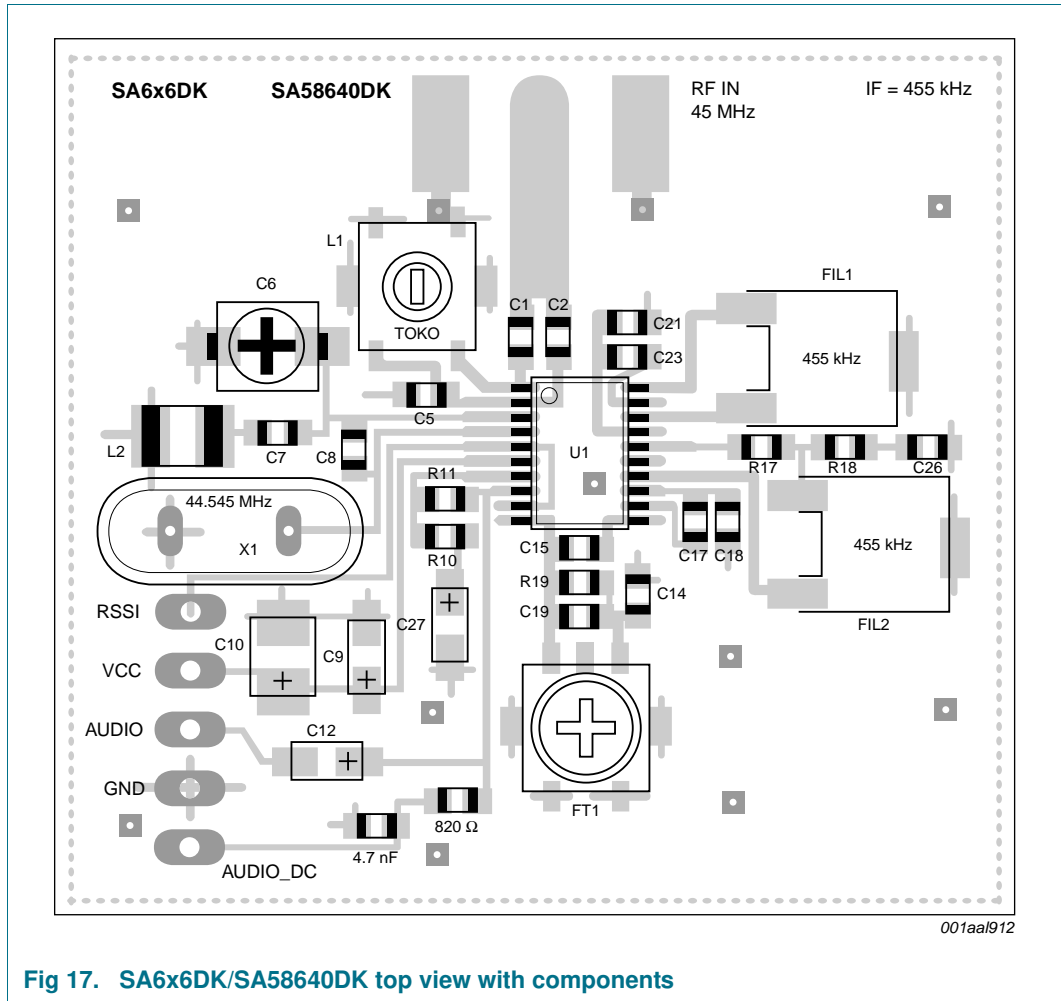 SA6x6DK SA58640DK RF IN IF = 455 kHz
45 MHz
L1
C6
FIL1
TOKO
C1 C2
C21
C23
455 kHz
C5
L2
C7
C8
U1
R17 R18 C26
R11
44.545 MHz
X1
R10
C15
C17 C18
455 kHz
R19
C14
RSSI
C19
C27
FIL2
C10
C9
VCC
+
+
+
AUDIO
C12
+
GND
FT1
820 Ω
4.7 nF
AUDIO_DC
001aal912
Fig 17. SA6x6DK/SA58640DK top view with components